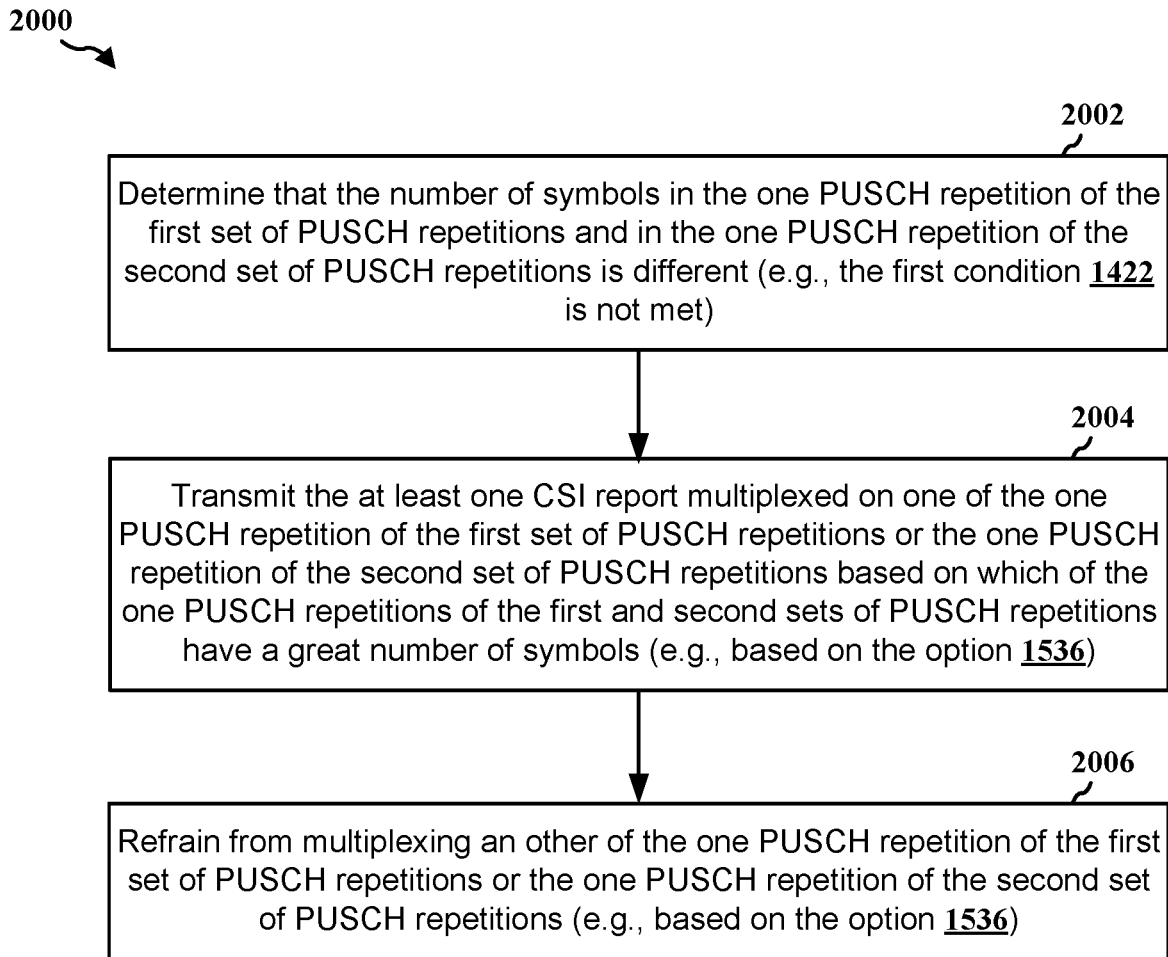 2000
2002
Determine that the number of symbols in the one PUSCH repetition of the
first set of PUSCH repetitions and in the one PUSCH repetition of the
second set of PUSCH repetitions is different (e.g., the first condition 1422
is not met)
2004
Transmit the at least one CSI report multiplexed on one of the one
PUSCH repetition of the first set of PUSCH repetitions or the one PUSCH
repetition of the second set of PUSCH repetitions based on which of the
one PUSCH repetitions of the first and second sets of PUSCH repetitions
have a great number of symbols (e.g., based on the option 1536)
2006
Refrain from multiplexing an other of the one PUSCH repetition of the first
set of PUSCH repetitions or the one PUSCH repetition of the second set
of PUSCH repetitions (e.g., based on the option 1536)